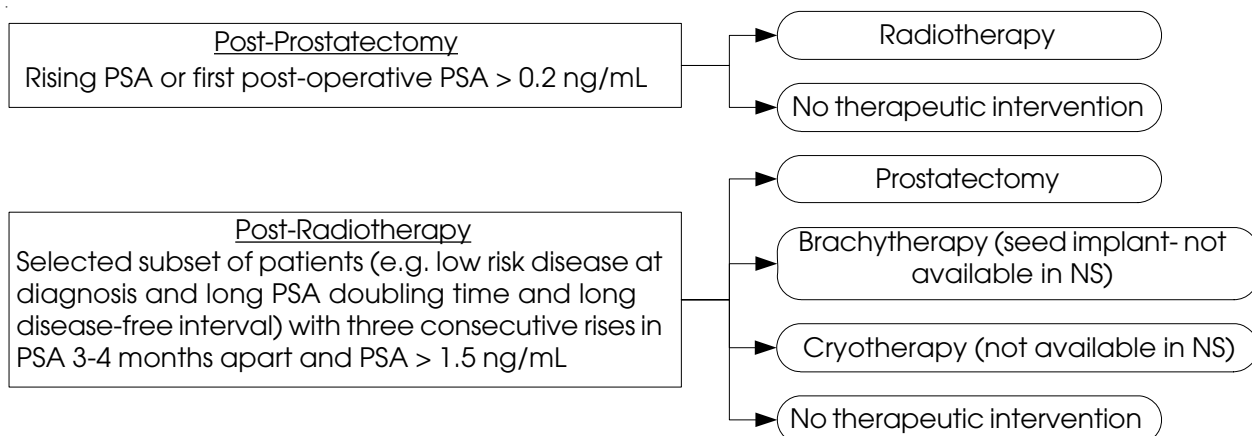 Post-Prostatectomy
Rising PSA or first post-operative PSA > 0.2 ng/mL
Radiotherapy
No therapeutic intervention
Post-Radiotherapy
Selected subset of patients (e.g. low risk disease at
diagnosis and long PSA doubling time and long
disease-free interval) with three consecutive rises in
PSA 3-4 months apart and PSA > 1.5 ng/mL
Prostatectomy
Brachytherapy (seed implant- not
available in NS)
Cryotherapy (not available in NS)
No therapeutic intervention